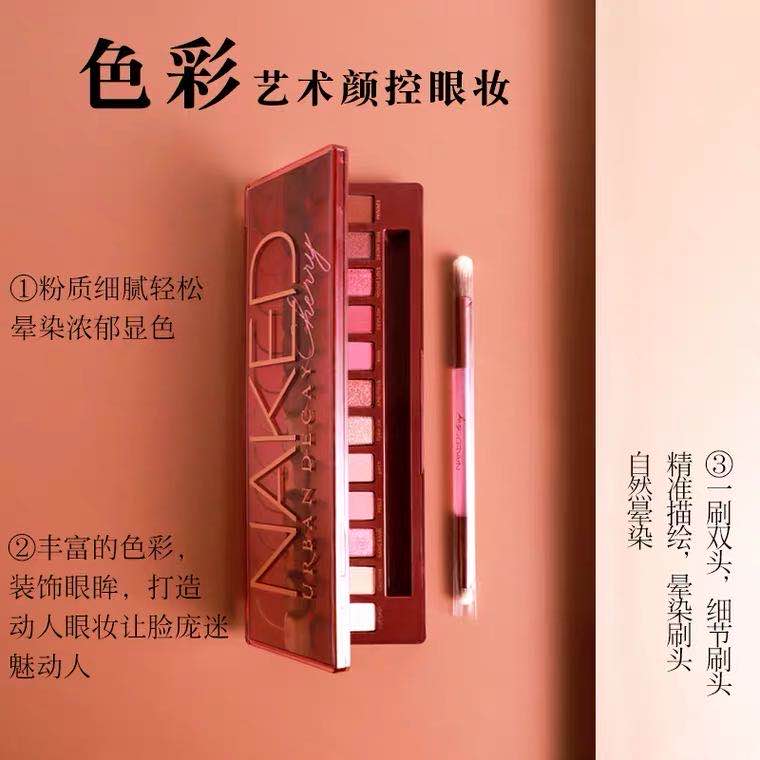 色彩 艺术颜控眼妆
①粉质细腻轻松
晕染浓郁显色
②丰富的色彩,
装饰眼眸,打造
动人眼妆让脸庞迷
魅动人
NAKED
Cherry
URBAN DECAY
③一刷双头,细节刷头
精准描绘,晕染刷头
自然晕染